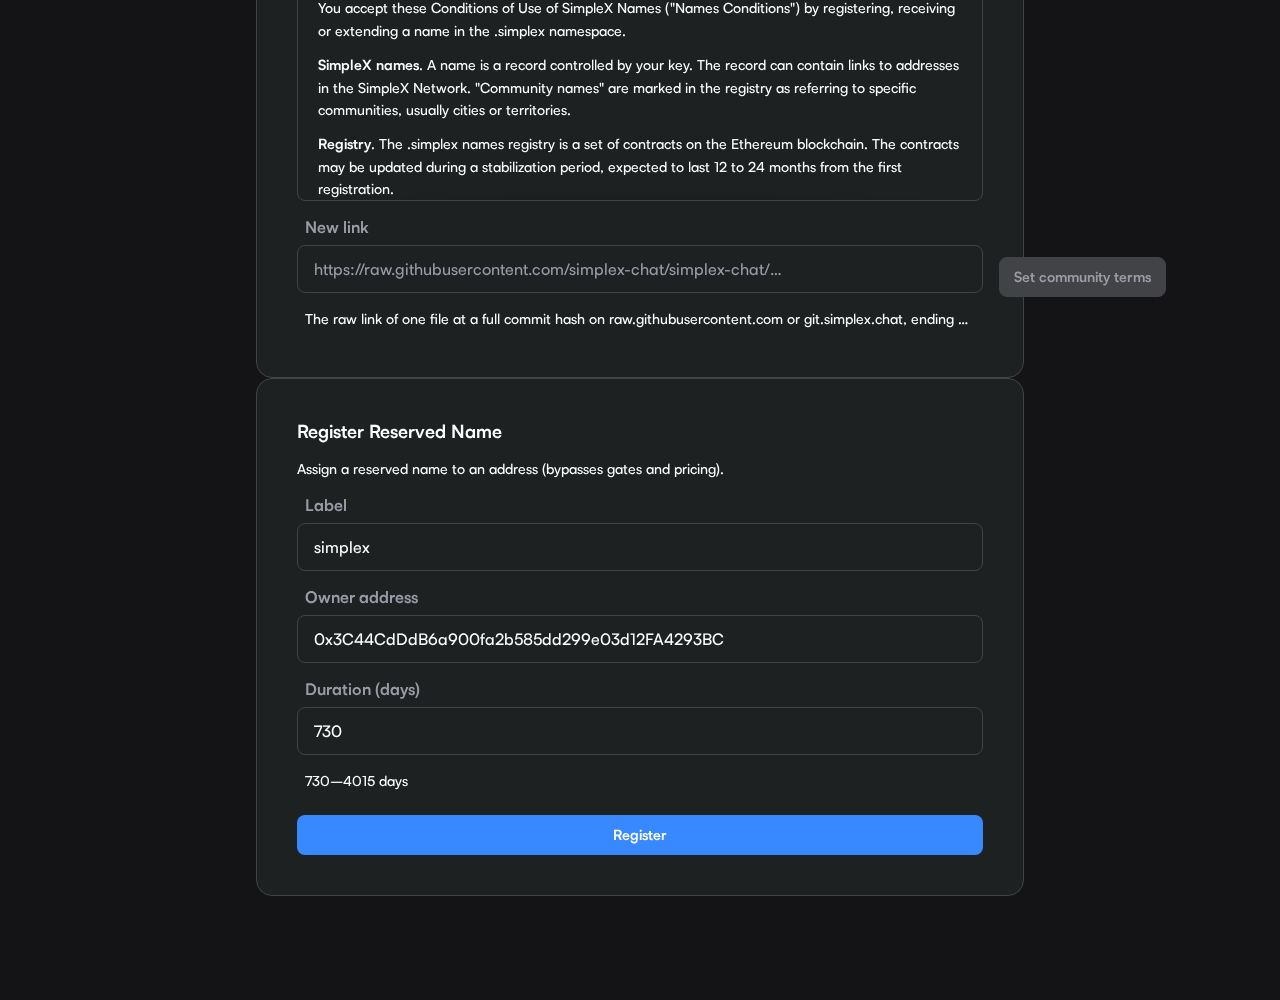 You accept these Conditions of Use of SimpleX Names ("Names Conditions") by registering, receiving
or extending a name in the .simplex namespace.
SimpleX names. A name is a record controlled by your key. The record can contain links to addresses
in the SimpleX Network. "Community names" are marked in the registry as referring to specific
communities, usually cities or territories.
Registry. The .simplex names registry is a set of contracts on the Ethereum blockchain. The contracts
may be updated during a stabilization period, expected to last 12 to 24 months from the first
registration.
New link
https://raw.githubusercontent.com/simplex-chat/simplex-chat/...
Set community terms
The raw link of one file at a full commit hash on raw.githubusercontent.com or git.simplex.chat, ending ...
Register Reserved Name
Assign a reserved name to an address (bypasses gates and pricing).
Label
simplex
Owner address
0x3C44CdDdB6a900fa2b585dd299e03d12FA4293BC
Duration (days)
730
730—4015 days
Register